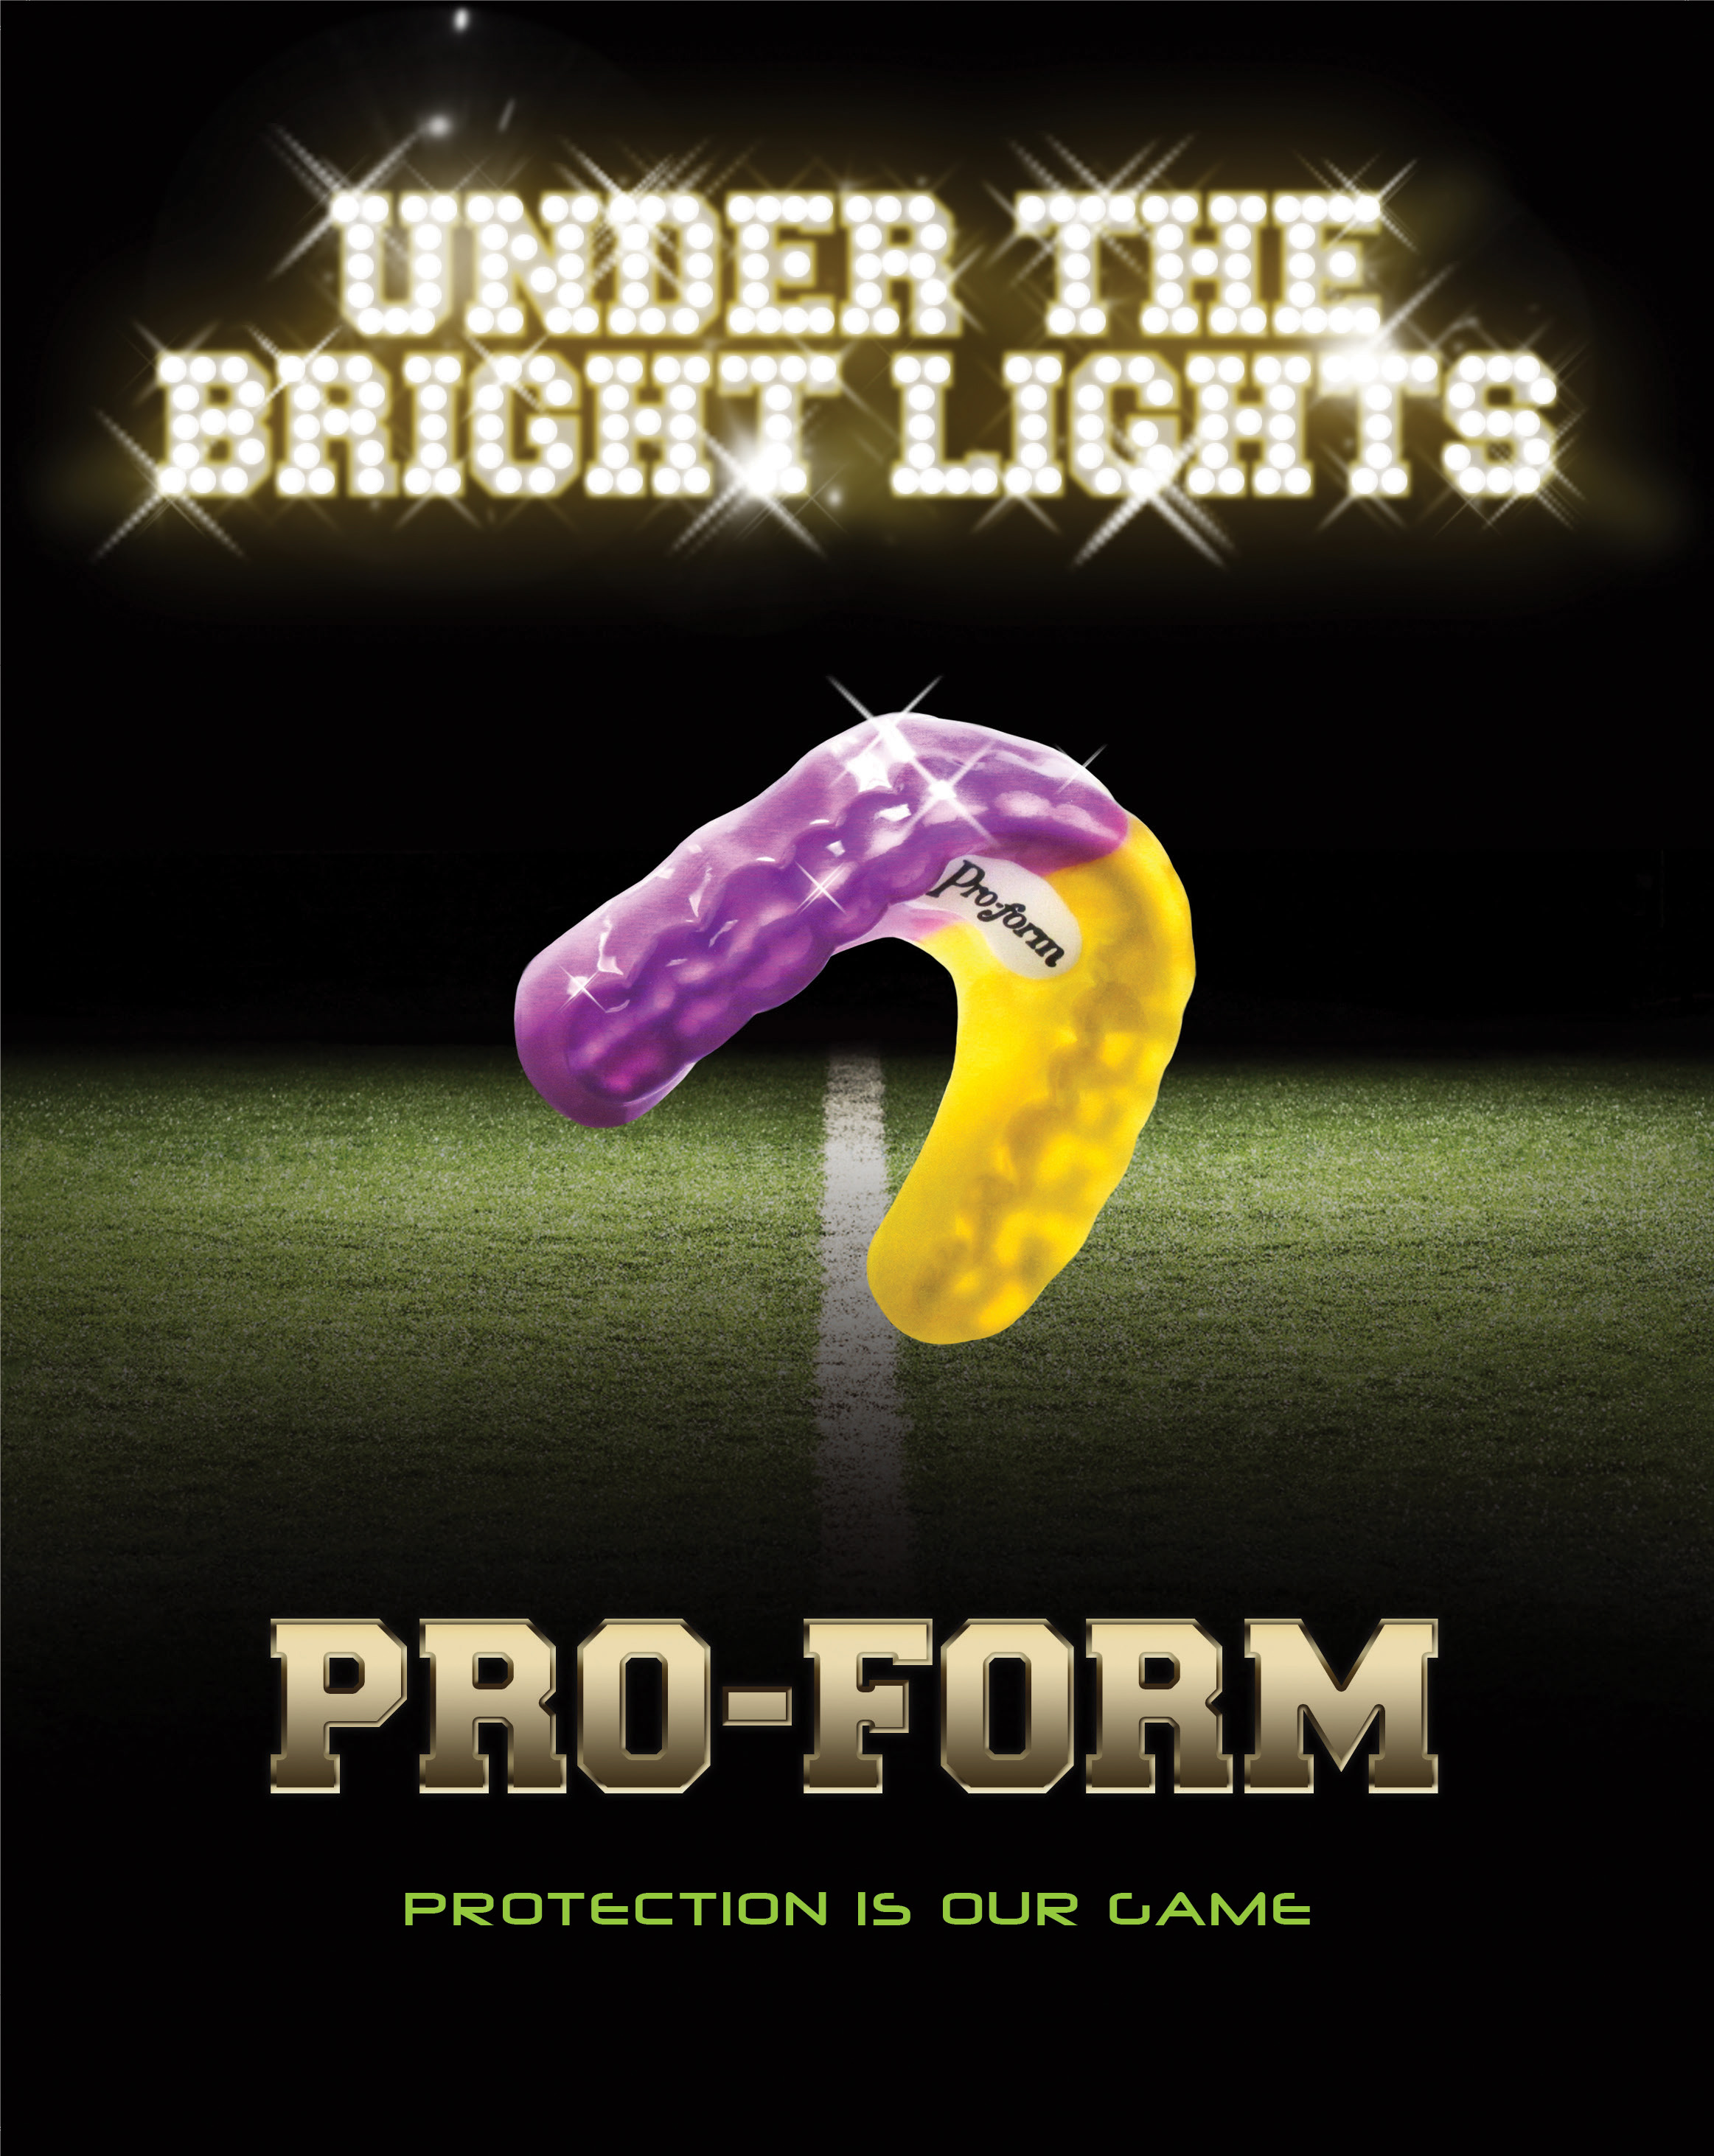 UNDER THE
BRIGHT LIGHTS
Pro-form
PRO-FORM
PROTECTION IS OUR GAME